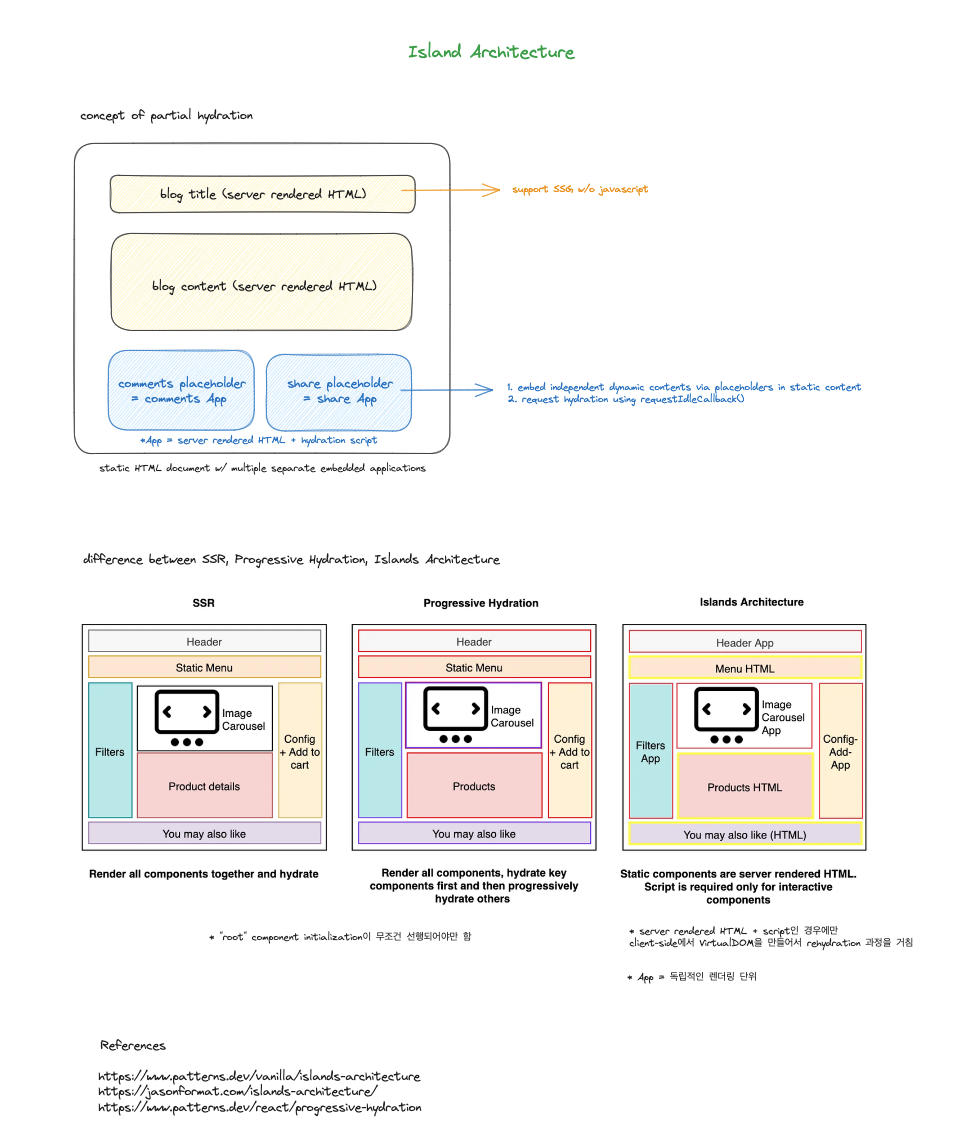 Island Architecture
concept of partial hydration
blog title (server rendered HTML)
support SSG w/o javascript
blog content (server rendered HTML)
comments placeholder
= comments App
share placeholder
= share App
1. embed independent dynamic contents via placeholders in static content
2. request hydration using requestIdleCallback()
*App = server rendered HTML + hydration script
static HTML document w/ multiple separate embedded applications
difference between SSR, Progressive Hydration, Islands Architecture
SSR
Header
Static Menu
Filters
Image
Carousel
Config
+ Add to
cart
Product details
You may also like
Render all components together and hydrate
Progressive Hydration
Header
Static Menu
Filters
Image
Carousel
Config
+ Add to
cart
Products
You may also like
Render all components, hydrate key
components first and then progressively
hydrate others
Islands Architecture
Header App
Menu HTML
Filters
App
Image
Carousel
App
Config-
Add-
App
Products HTML
You may also like (HTML)
Static components are server rendered HTML.
Script is required only for interactive
components
* "root" component initialization이 무조건 선행되어야만 함
* server rendered HTML + script인 경우에만
client-side에서 VirtualDOM을 만들어서 rehydration 과정을 거침
* App = 독립적인 렌더링 단위
References
https://www.patterns.dev/vanilla/islands-architecture
https://jasonformat.com/islands-architecture/
https://www.patterns.dev/react/progressive-hydration